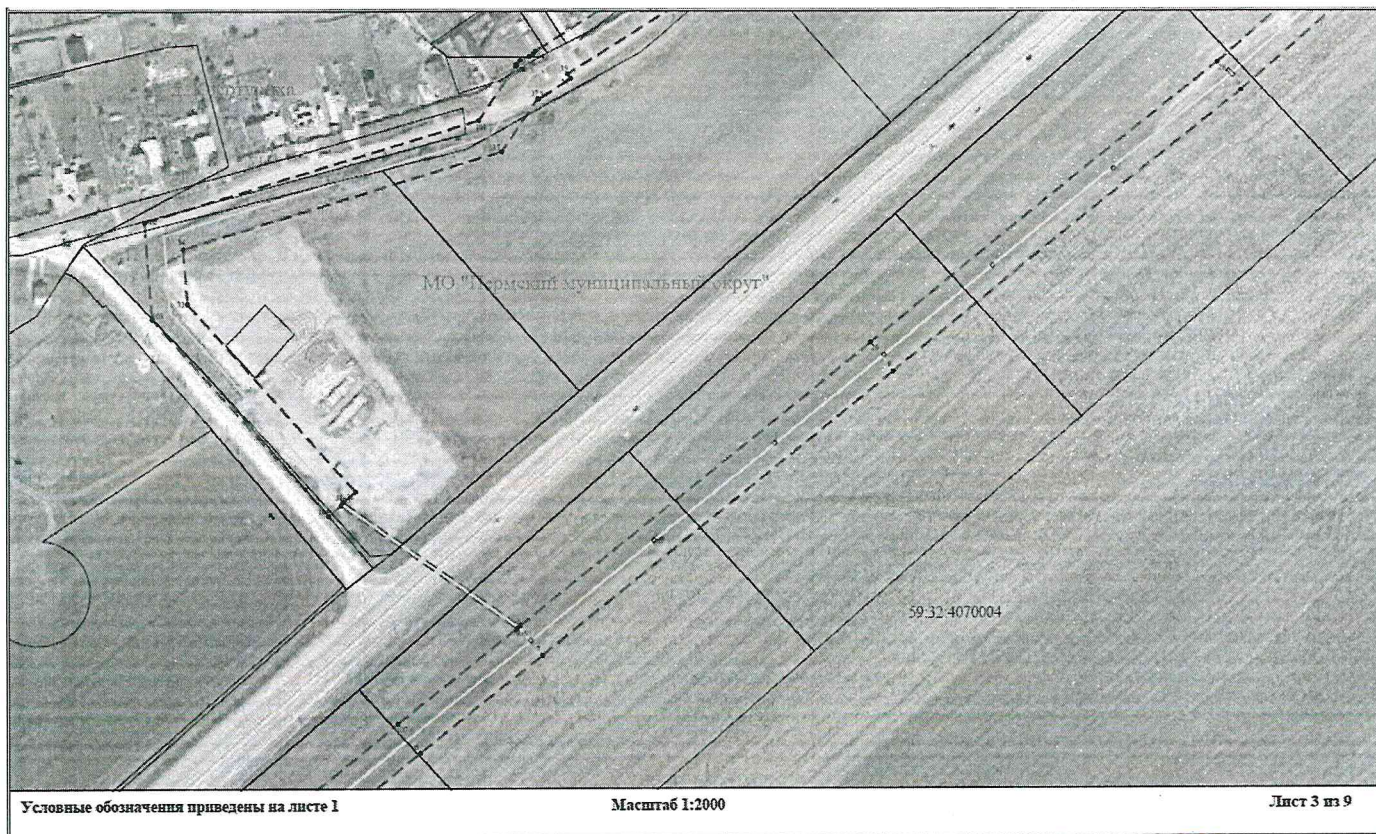 МО "Пермский муниципальный округ"
59:32:4070004
Условные обозначения приведены на листе 1
Масштаб 1:2000
Лист 3 из 9